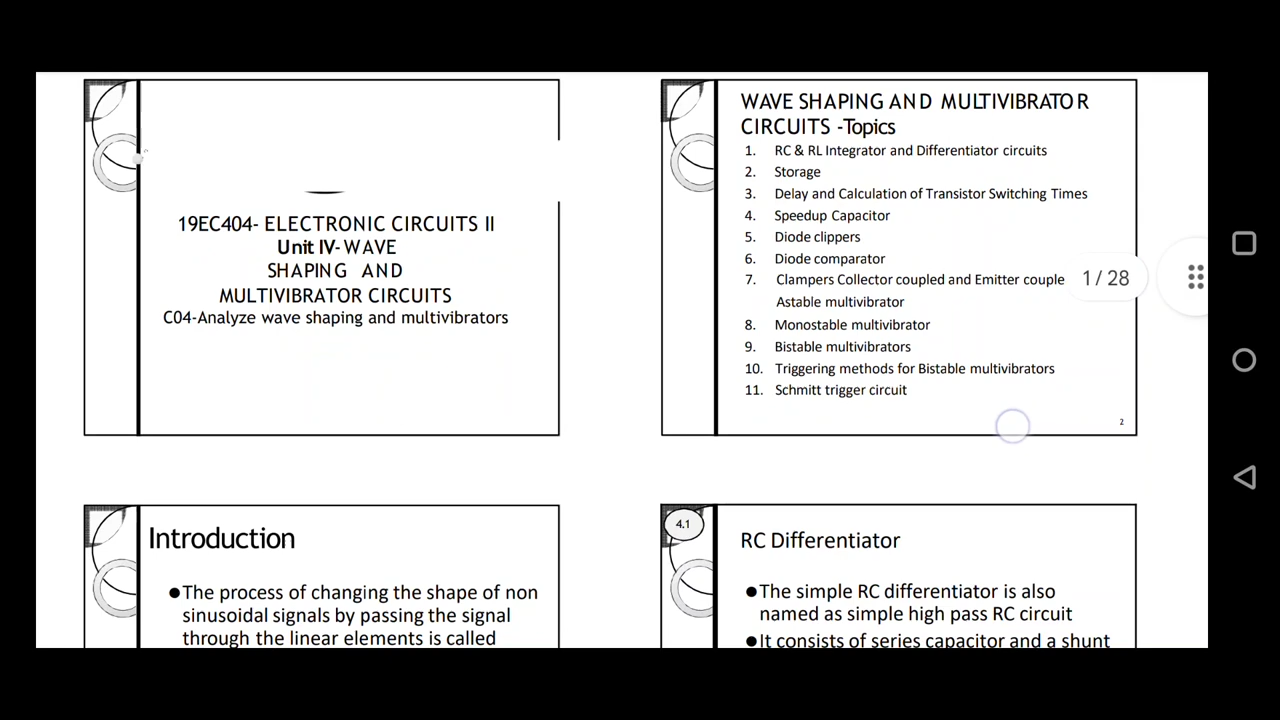 19EC404- ELECTRONIC CIRCUITS II
Unit IV- WAVE
SHAPING AND
MULTIVIBRATOR CIRCUITS
C04-Analyze wave shaping and multivibrators
WAVE SHAPING AND MULTIVIBRATOR
CIRCUITS -Topics
1. RC & RL Integrator and Differentiator circuits
2. Storage
3. Delay and Calculation of Transistor Switching Times
4. Speedup Capacitor
5. Diode clippers
6. Diode comparator
7. Clampers Collector coupled and Emitter couple
Astable multivibrator
8. Monostable multivibrator
9. Bistable multivibrators
10. Triggering methods for Bistable multivibrators
11. Schmitt trigger circuit
2
1 / 28
Introduction
●The process of changing the shape of non
sinusoidal signals by passing the signal
through the linear elements is called
4.1
RC Differentiator
●The simple RC differentiator is also
named as simple high pass RC circuit
●It consists of series capacitor and a shunt